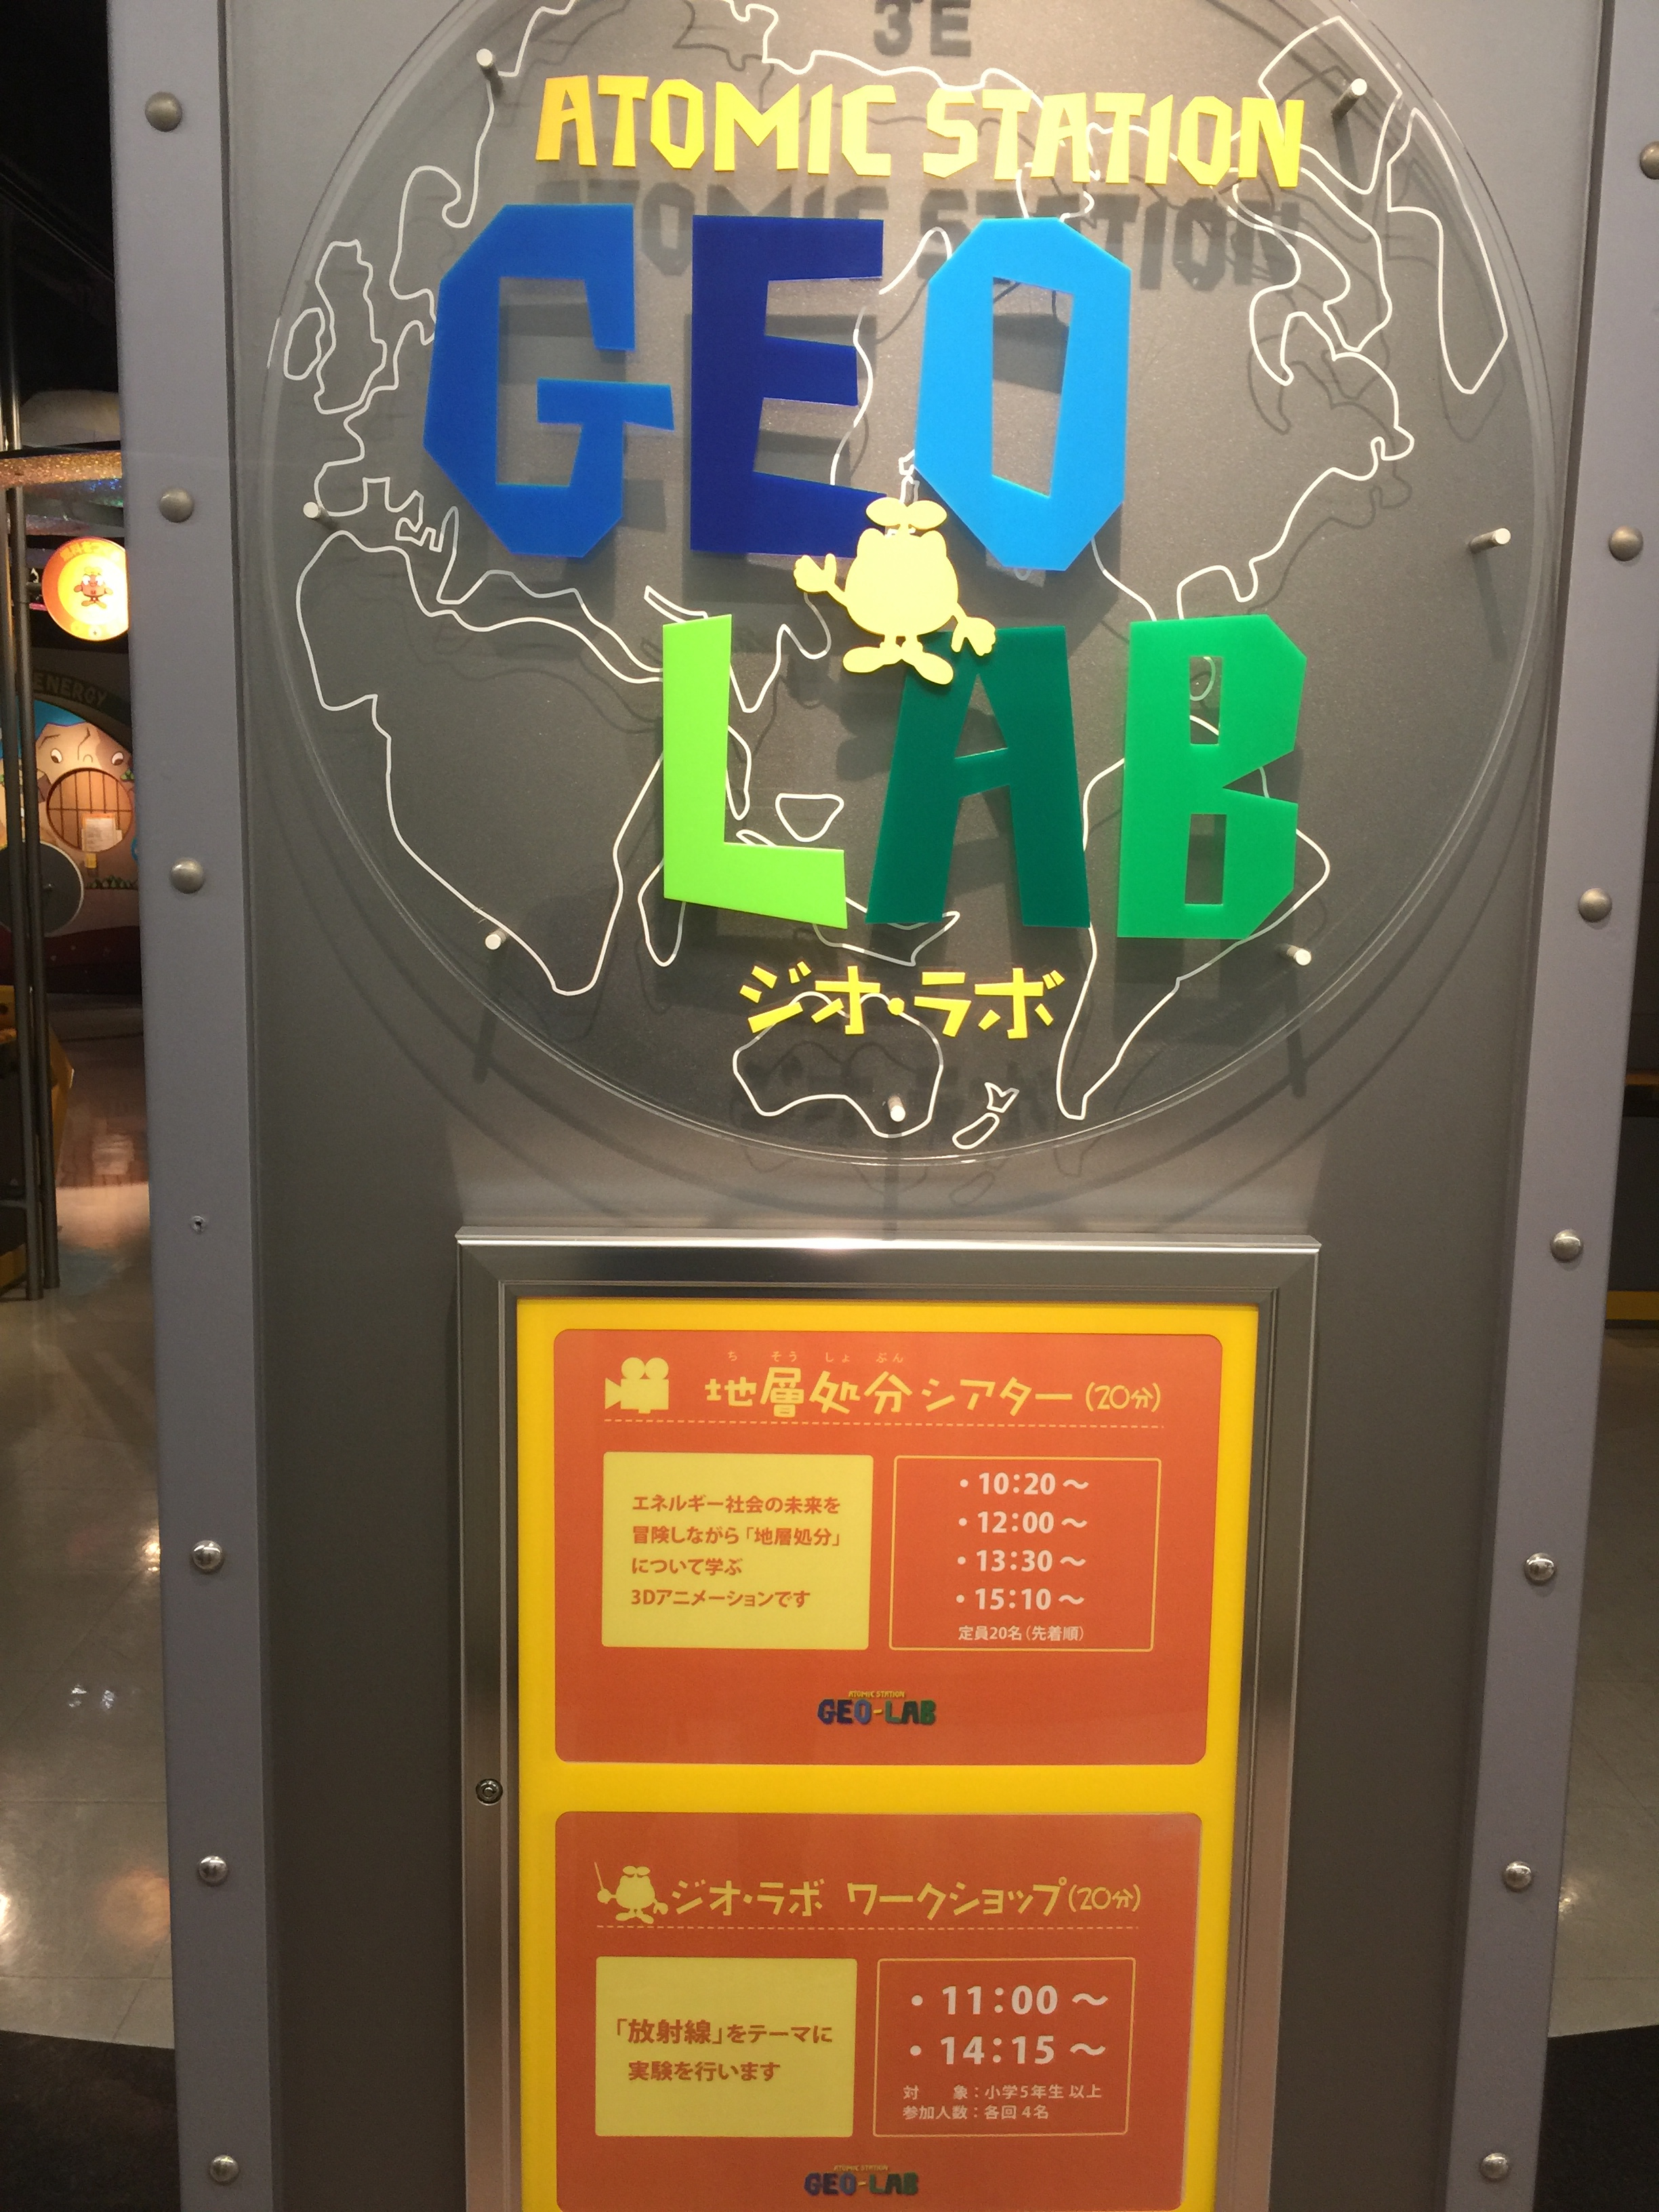 3E
ATOMIC STATION
GEO
LAB
ジオ・ラボ
ENERGY
ち そう しょ ぶん
地層処分シアター(20分)
エネルギー社会の未来を
冒険しながら「地層処分」
について学ぶ
3Dアニメーションです
・10:20～
・12:00～
・13:30～
・15:10～
定員20名(先着順)
ATOMIC STATION
GEO-LAB
ジオ・ラボ ワークショップ(20分)
「放射線」をテーマに
実験を行います
・11:00～
・14:15～
対 象：小学5年生以上
参加人数：各回4名
ATOMIC STATION
GEO-LAB